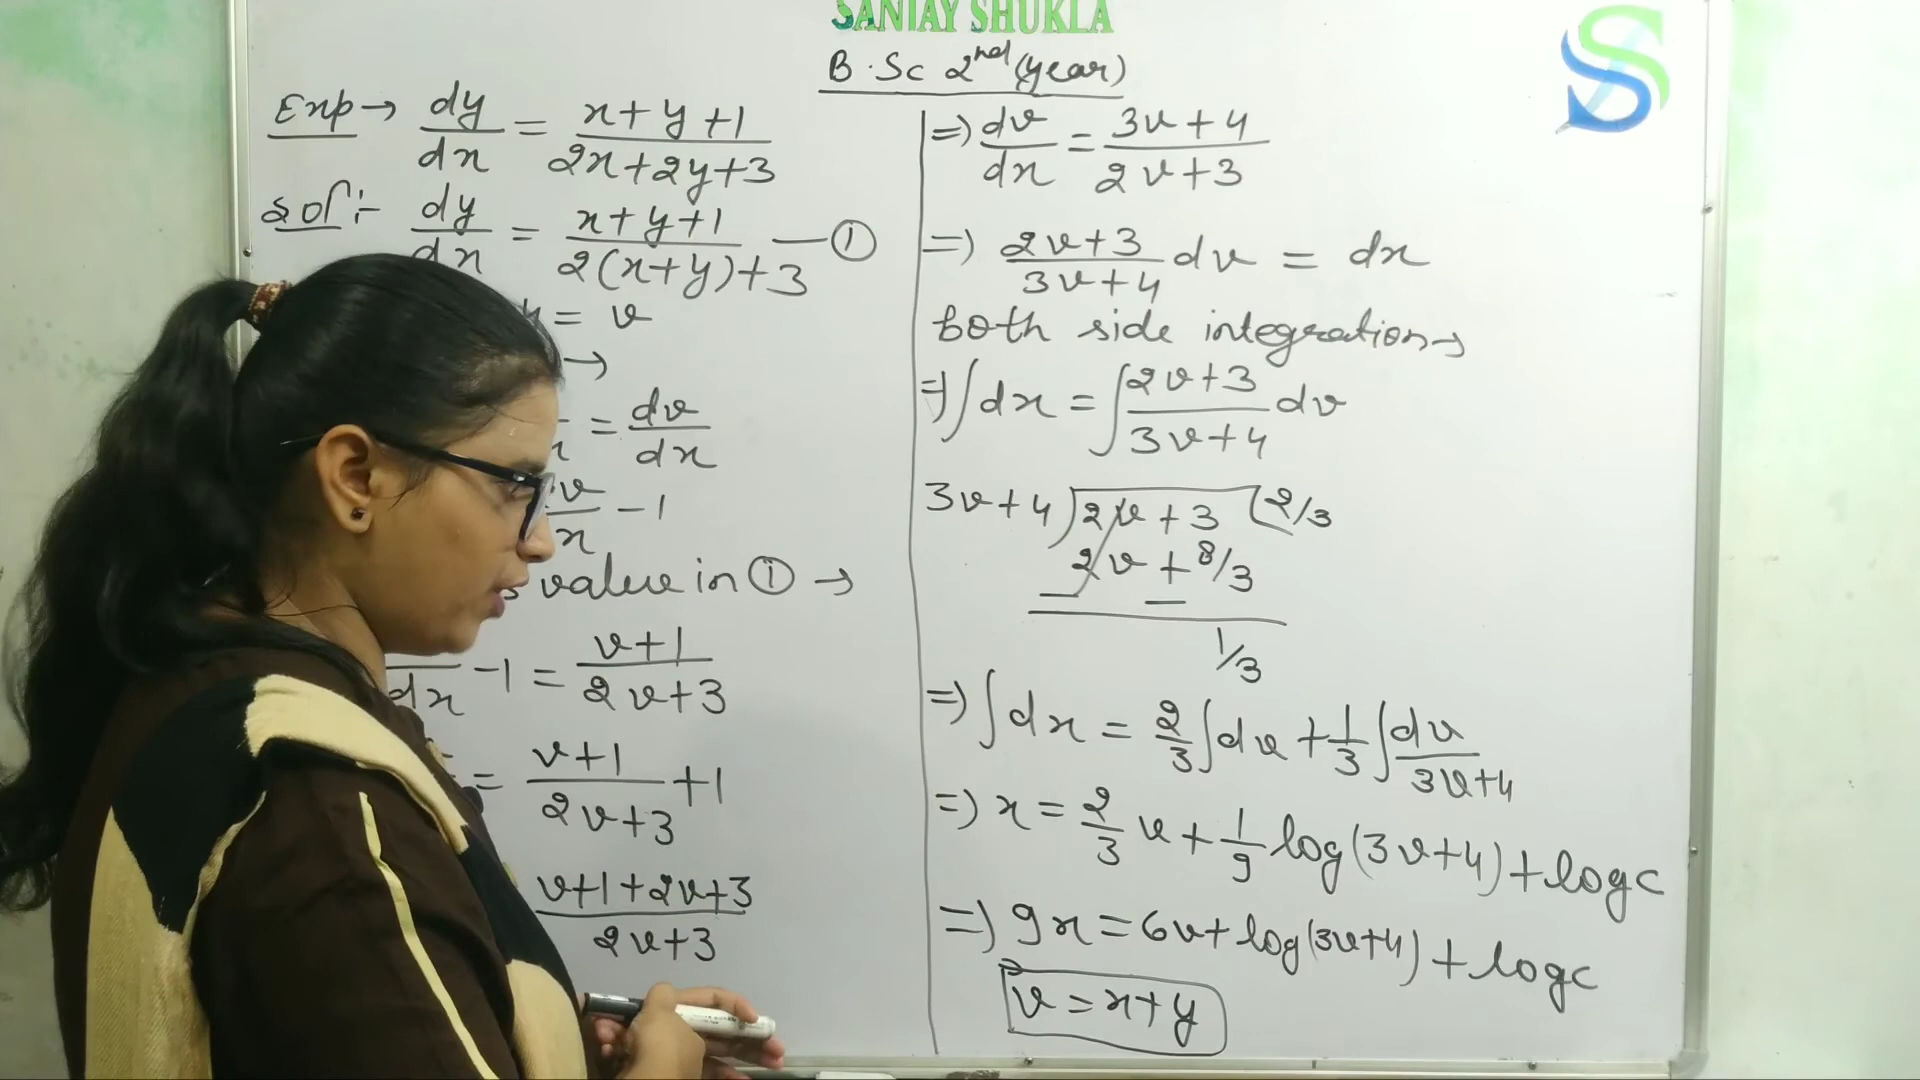 SANJAY SHUKLA
B.Sc 2nd (year)
Exp → dy/dx = x+y+1 / 2x+2y+3
Sol:- dy/dx = x+y+1 / 2(x+y)+3 — ①
= v
→
= dv/dx
-1
value in ① →
dx -1 = v+1 / 2v+3
= v+1 / 2v+3 +1
v+1+2v+3 / 2v+3
=> dv/dx = 3v+4 / 2v+3
=> 2v+3 / 3v+4 dv = dx
both side integration→
=> ∫dx = ∫ 2v+3 / 3v+4 dv
3v+4 ) 2v+3 ( 2/3
2v + 8/3
— —
1/3
=> ∫dx = 2/3 ∫dv + 1/3 ∫ dv / 3v+4
=> x = 2/3 v + 1/9 log(3v+4) + logc
=> 9x = 6v + log(3v+4) + logc
v = x+y